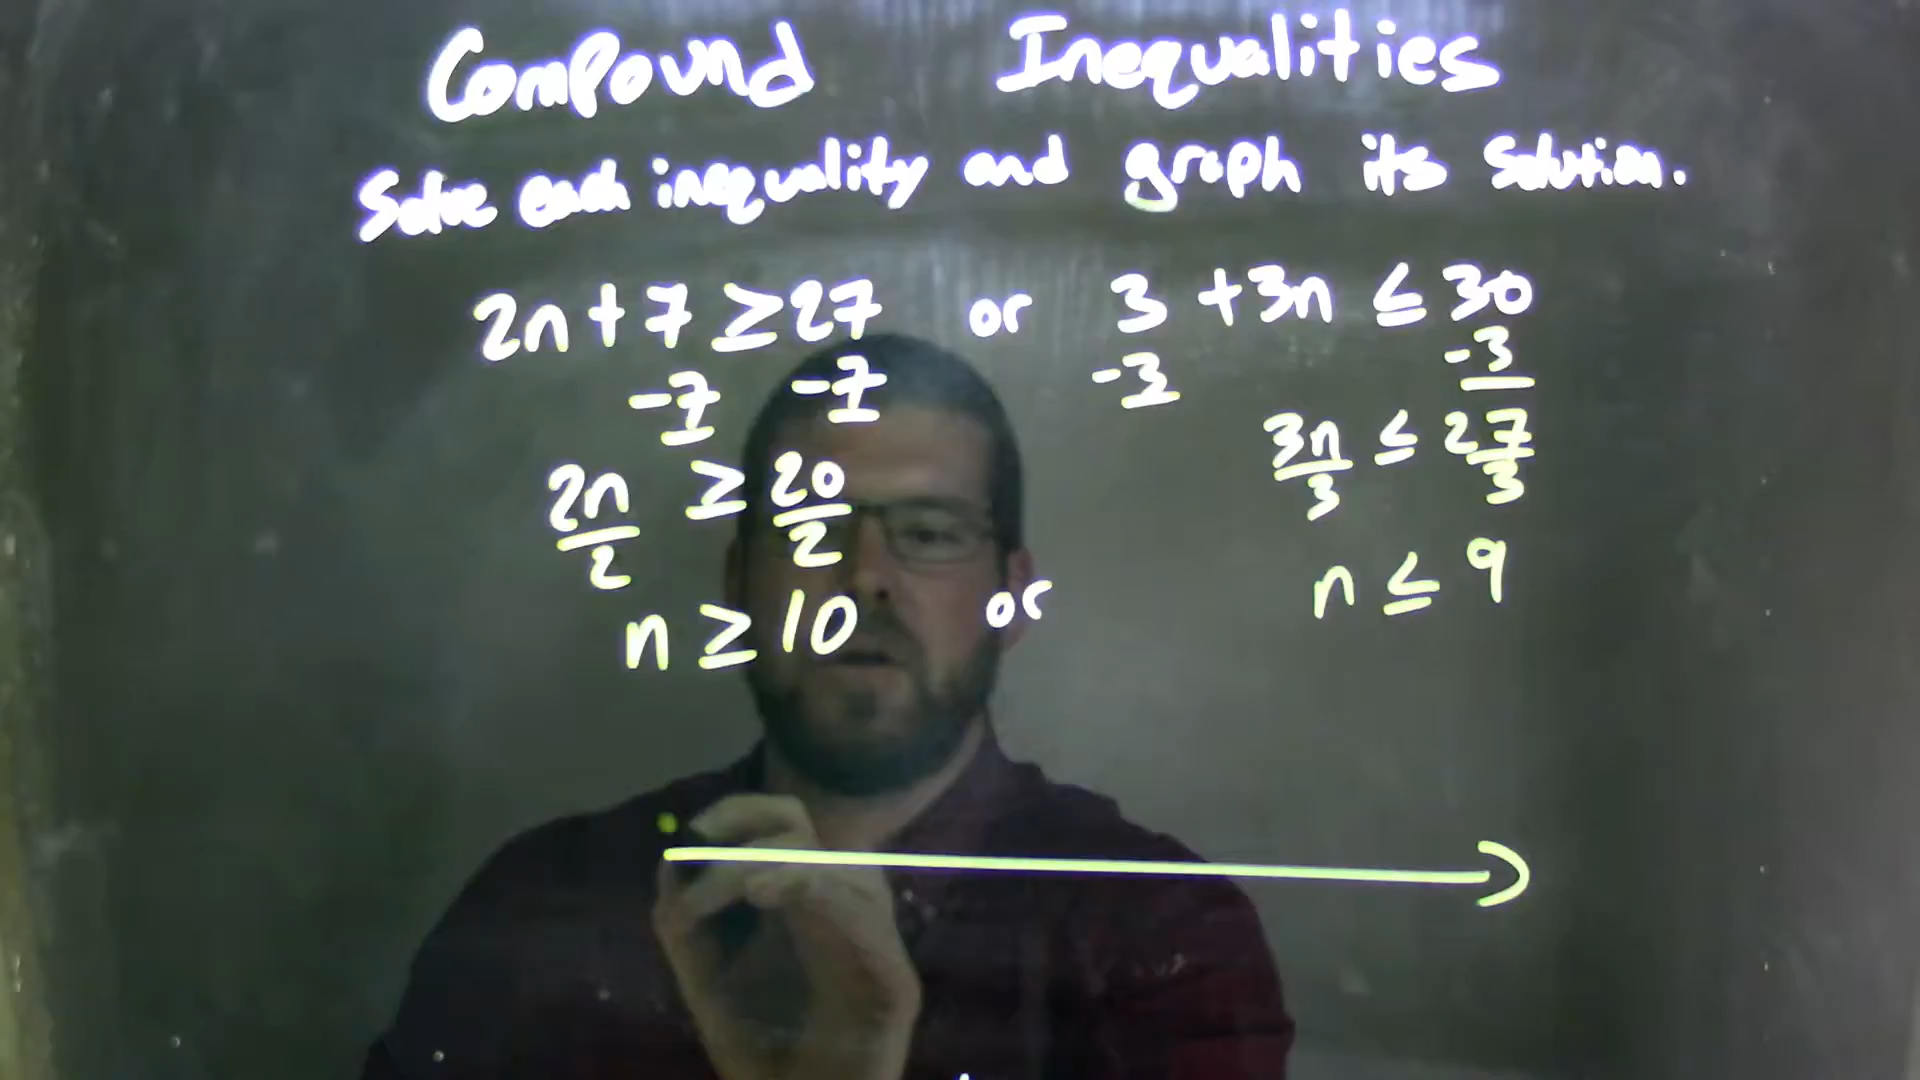 Compound Inequalities
Solve each inequality and graph its solution.
2n + 7 ≥ 27 or 3 + 3n ≤ 30
-7 -7 -3 -3
2n/2 ≥ 20/2 3n/3 ≤ 27/3
n ≥ 10 or n ≤ 9